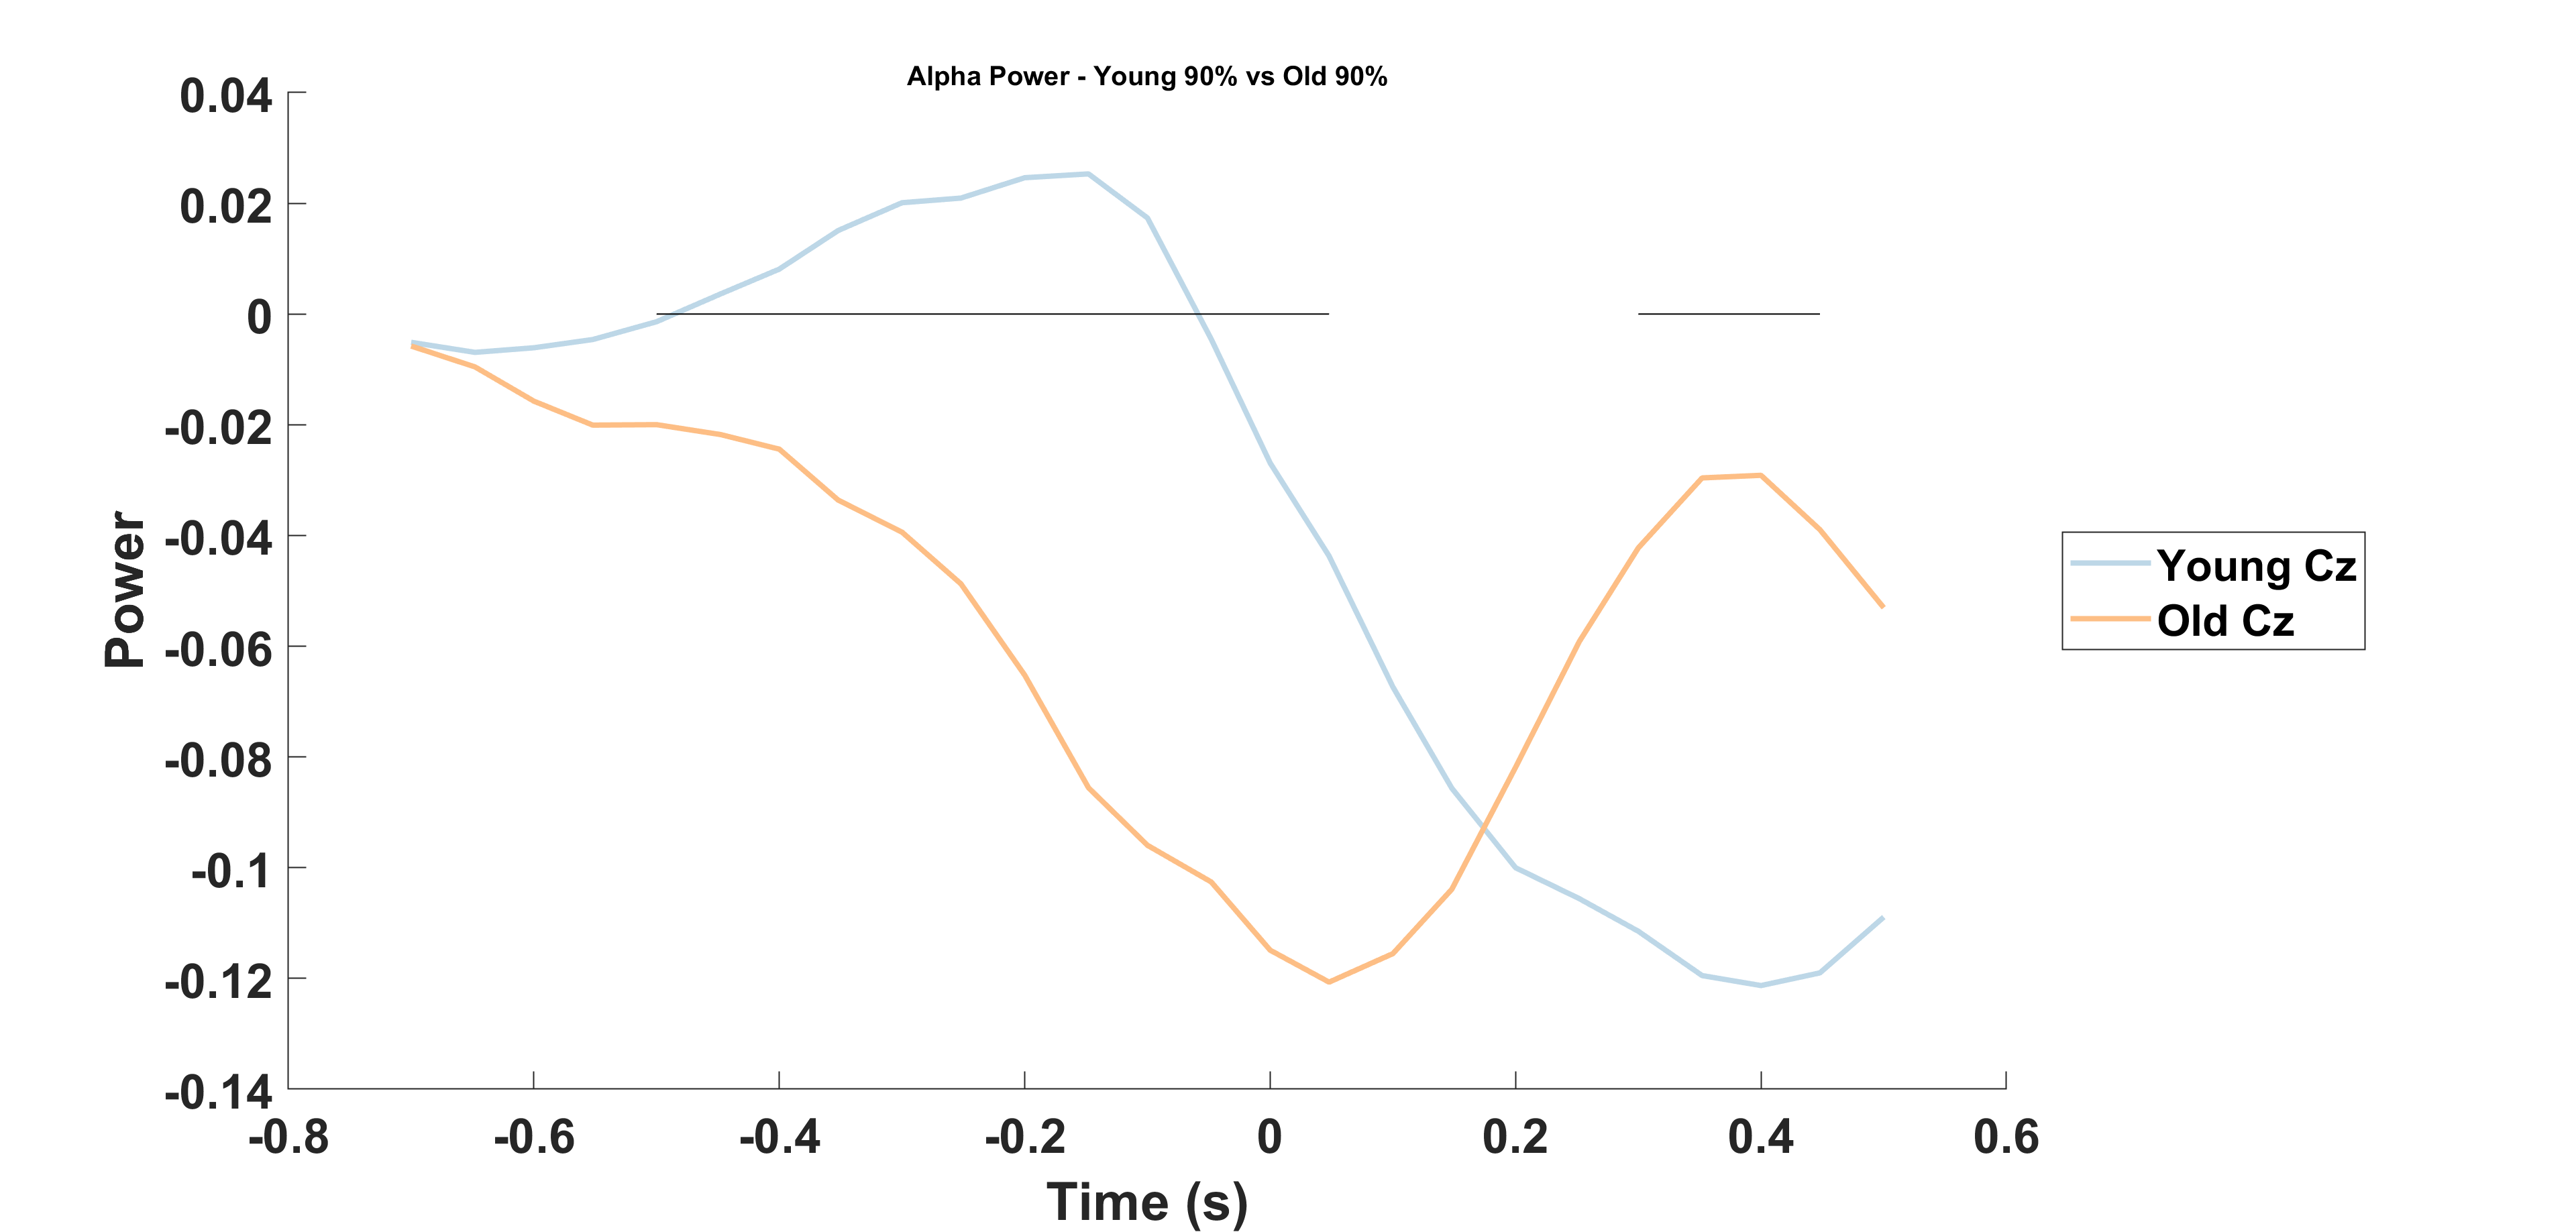 Alpha Power - Young 90% vs Old 90%
0.04
0.02
0
-0.02
-0.04
-0.06
-0.08
-0.1
-0.12
-0.14
Power
-0.8 -0.6 -0.4 -0.2 0 0.2 0.4 0.6
Time (s)
Young Cz
Old Cz